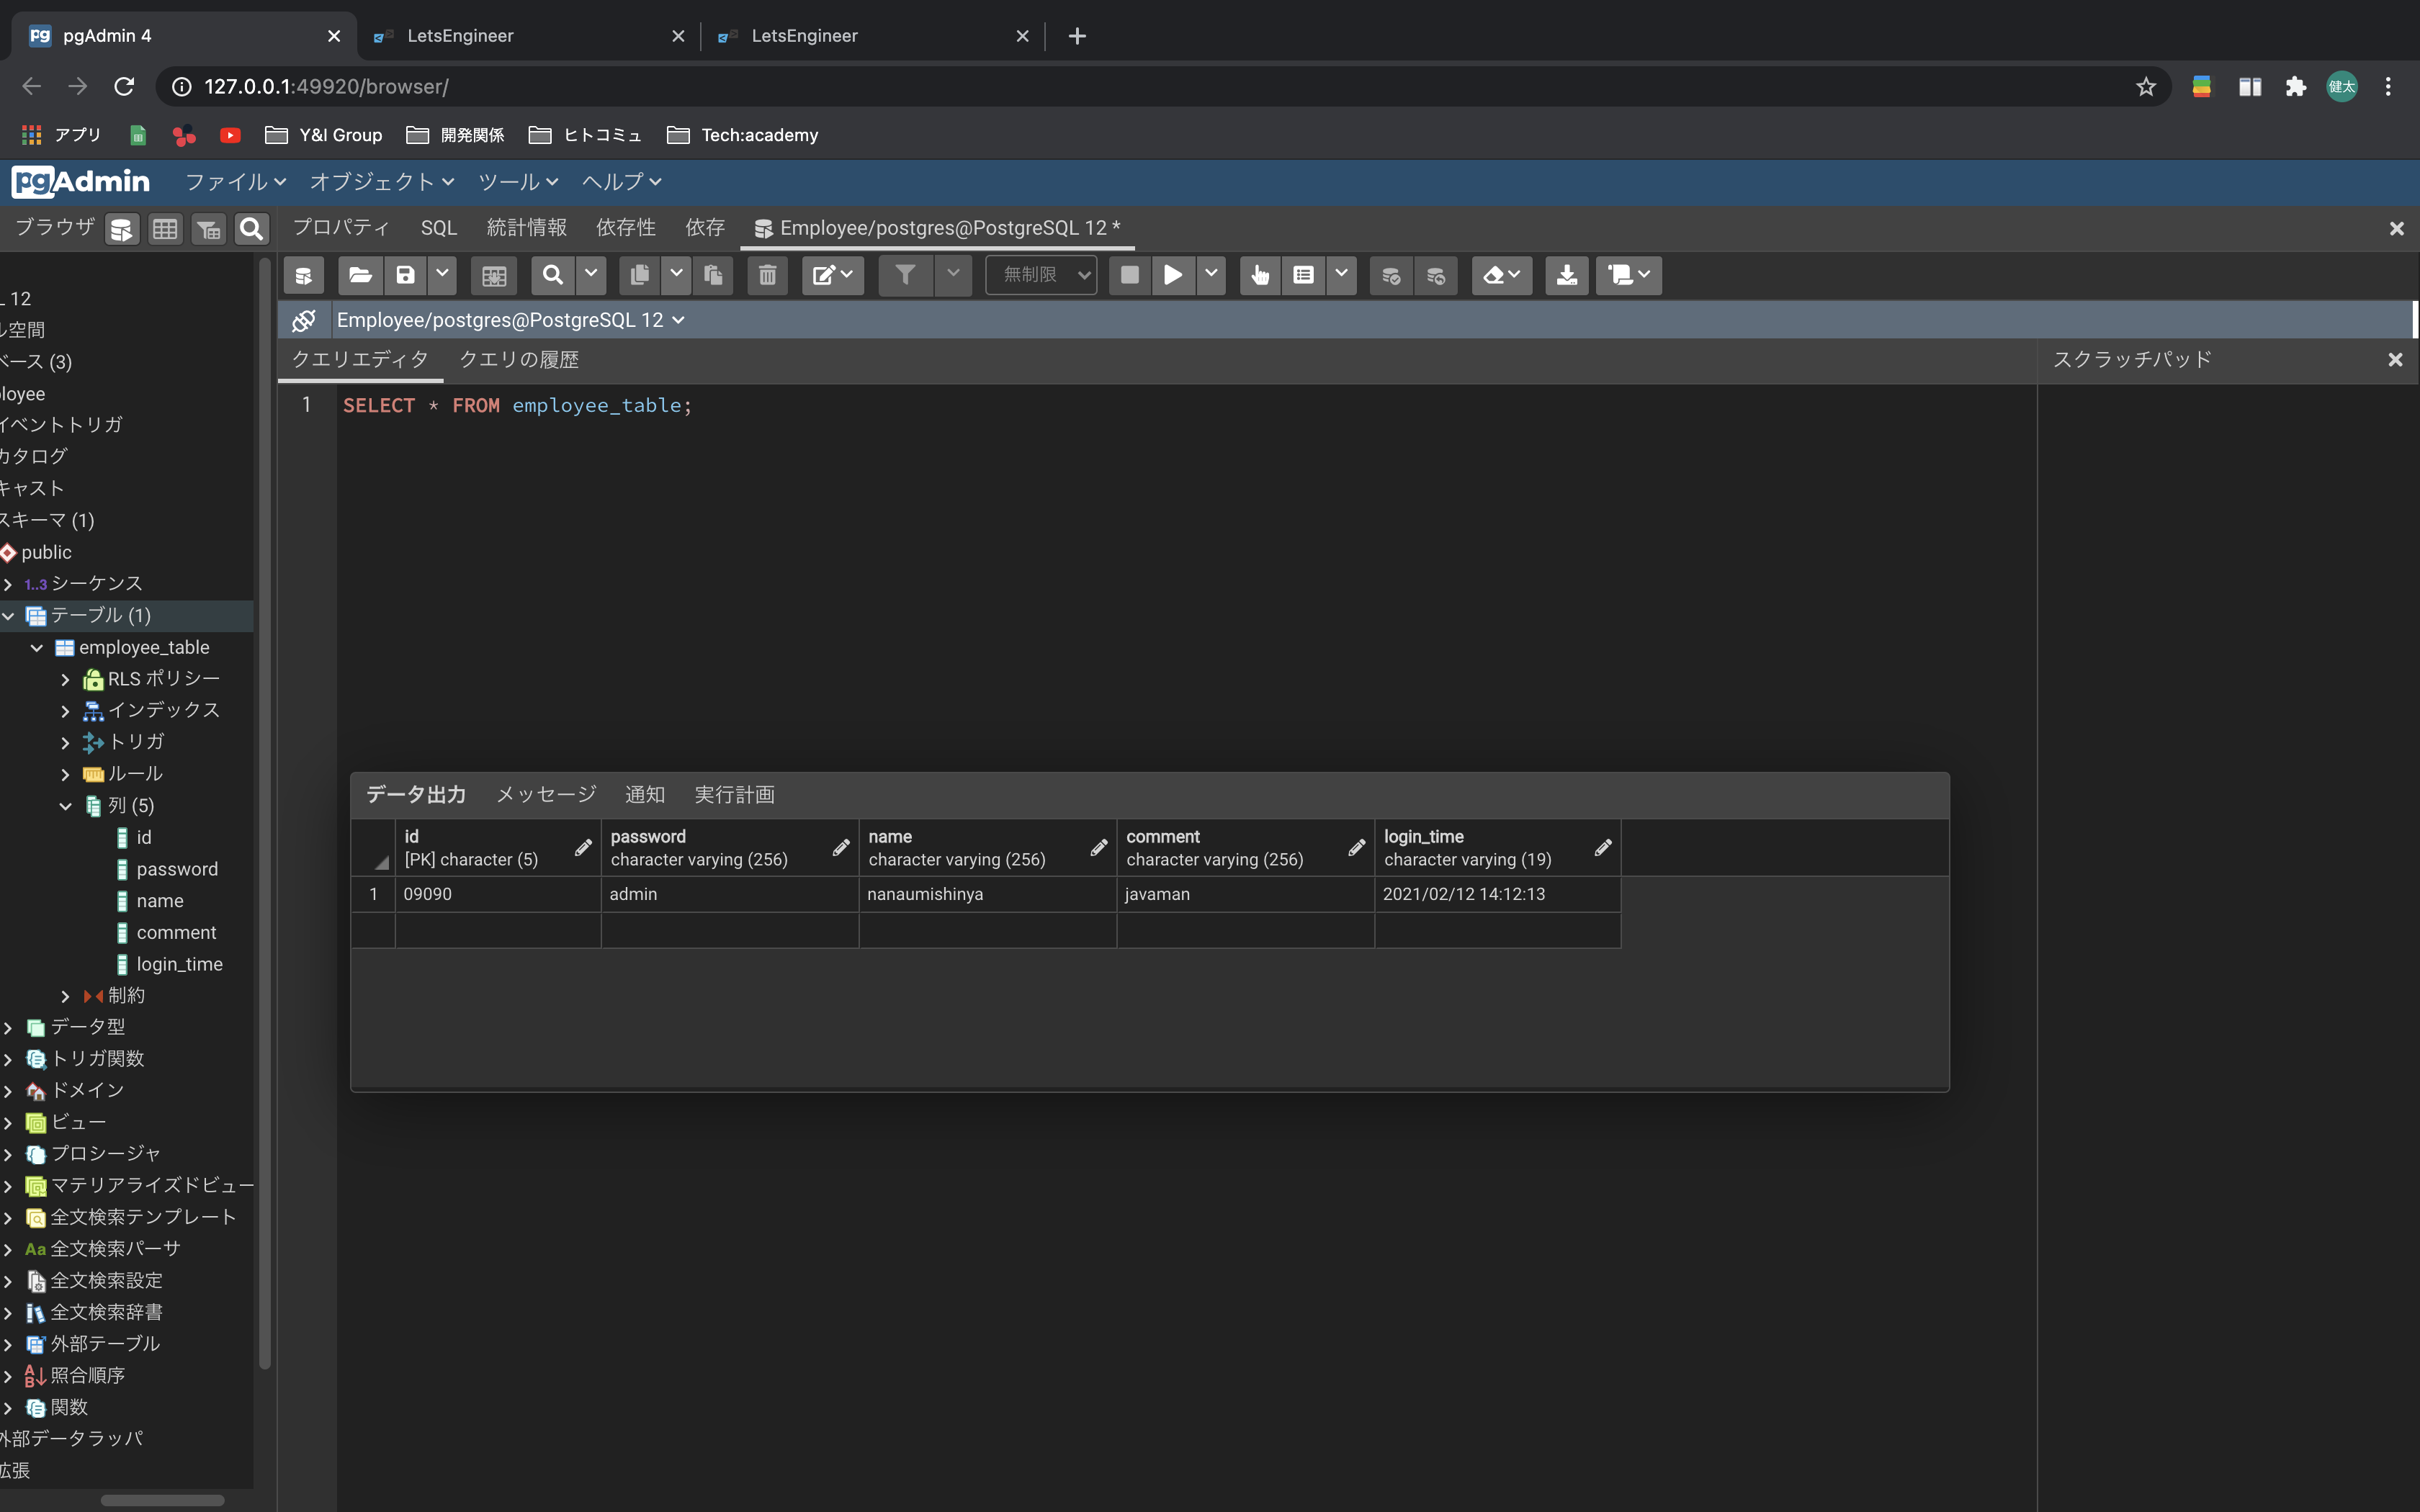 pgAdmin 4
LetsEngineer
LetsEngineer
127.0.0.1:49920/browser/
健太
アプリ
Y&I Group
開発関係
ヒトコミュ
Tech:academy
pgAdmin
ファイル
オブジェクト
ツール
ヘルプ
ブラウザ
プロパティ
SQL
統計情報
依存性
依存
Employee/postgres@PostgreSQL 12 *
無制限
Employee/postgres@PostgreSQL 12
クエリエディタ
クエリの履歴
スクラッチパッド
1
SELECT * FROM employee_table;
L 12
ル空間
ベース (3)
loyee
イベントトリガ
カタログ
キャスト
スキーマ (1)
public
1..3 シーケンス
テーブル (1)
employee_table
RLS ポリシー
インデックス
トリガ
ルール
列 (5)
id
password
name
comment
login_time
制約
データ型
トリガ関数
ドメイン
ビュー
プロシージャ
マテリアライズドビュー
全文検索テンプレート
Aa 全文検索パーサ
全文検索設定
全文検索辞書
外部テーブル
照合順序
関数
外部データラッパ
拡張
データ出力
メッセージ
通知
実行計画
id
[PK] character (5)
password
character varying (256)
name
character varying (256)
comment
character varying (256)
login_time
character varying (19)
1
09090
admin
nanaumishinya
javaman
2021/02/12 14:12:13